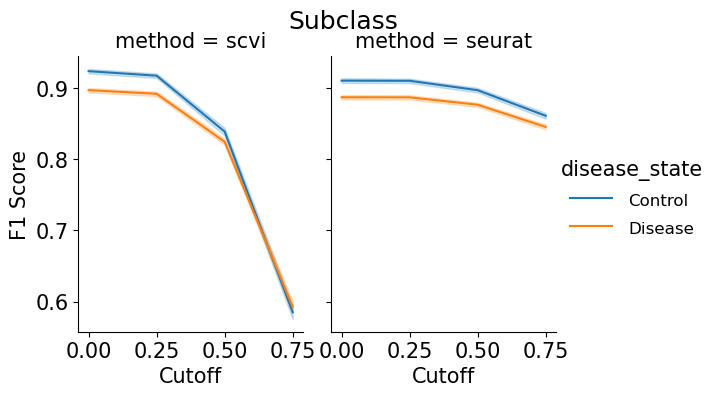 Subclass
method = scvi
method = seurat
F1 Score
0.9
0.8
0.7
0.6
0.00 0.25 0.50 0.75
0.00 0.25 0.50 0.75
Cutoff
Cutoff
disease_state
Control
Disease